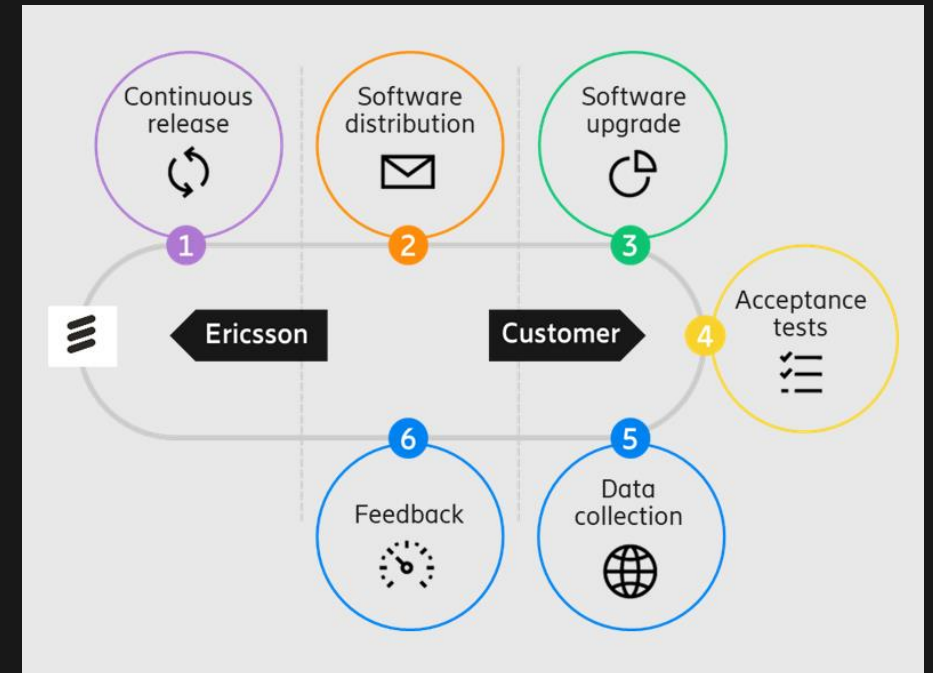 Continuous
release
Software
distribution
Software
upgrade
1
2
3
Ericsson
Customer
4
Acceptance
tests
6
5
Feedback
Data
collection